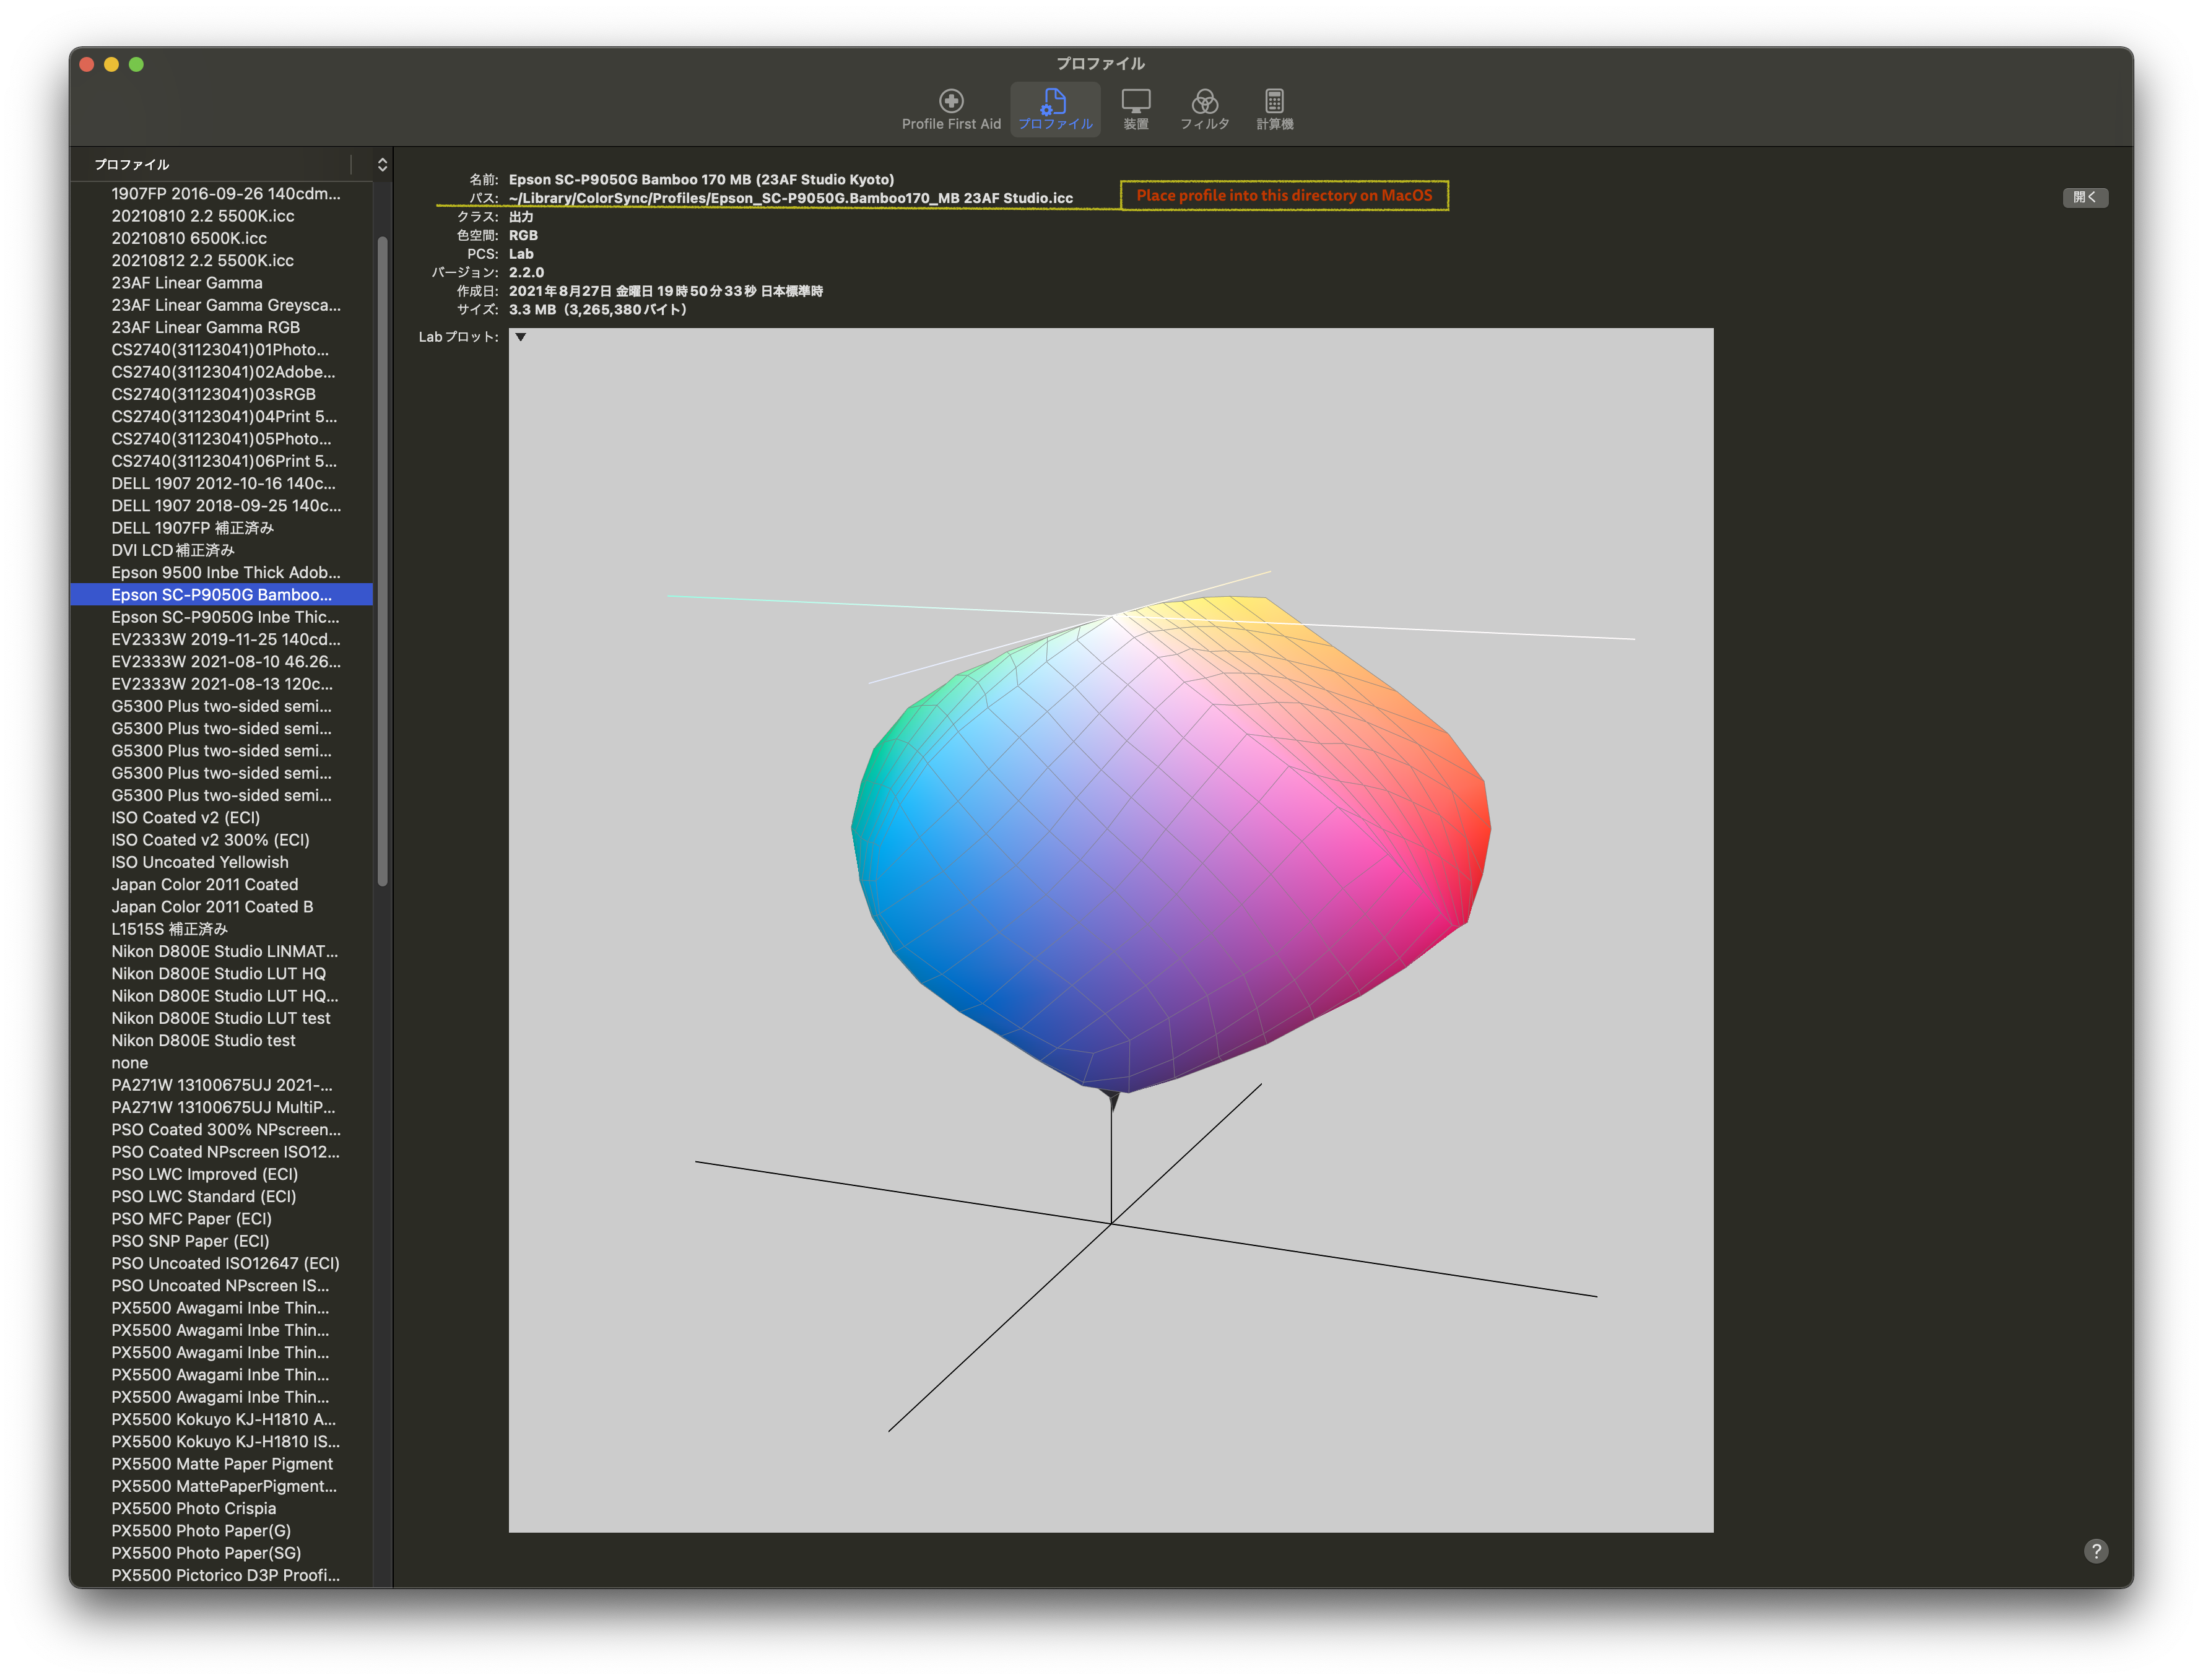 プロファイル
Profile First Aid
プロファイル
装置
フィルタ
計算機
プロファイル
1907FP 2016-09-26 140cdm...
20210810 2.2 5500K.icc
20210810 6500K.icc
20210812 2.2 5500K.icc
23AF Linear Gamma
23AF Linear Gamma Greysca...
23AF Linear Gamma RGB
CS2740(31123041)01Photo...
CS2740(31123041)02Adobe...
CS2740(31123041)03sRGB
CS2740(31123041)04Print 5...
CS2740(31123041)05Photo...
CS2740(31123041)06Print 5...
DELL 1907 2012-10-16 140c...
DELL 1907 2018-09-25 140c...
DELL 1907FP 補正済み
DVI LCD補正済み
Epson 9500 Inbe Thick Adob...
Epson SC-P9050G Bamboo...
Epson SC-P9050G Inbe Thic...
EV2333W 2019-11-25 140cd...
EV2333W 2021-08-10 46.26...
EV2333W 2021-08-13 120c...
G5300 Plus two-sided semi...
G5300 Plus two-sided semi...
G5300 Plus two-sided semi...
G5300 Plus two-sided semi...
G5300 Plus two-sided semi...
ISO Coated v2 (ECI)
ISO Coated v2 300% (ECI)
ISO Uncoated Yellowish
Japan Color 2011 Coated
Japan Color 2011 Coated B
L1515S 補正済み
Nikon D800E Studio LINMAT...
Nikon D800E Studio LUT HQ
Nikon D800E Studio LUT HQ...
Nikon D800E Studio LUT test
Nikon D800E Studio test
none
PA271W 13100675UJ 2021-...
PA271W 13100675UJ MultiP...
PSO Coated 300% NPscreen...
PSO Coated NPscreen ISO12...
PSO LWC Improved (ECI)
PSO LWC Standard (ECI)
PSO MFC Paper (ECI)
PSO SNP Paper (ECI)
PSO Uncoated ISO12647 (ECI)
PSO Uncoated NPscreen IS...
PX5500 Awagami Inbe Thin...
PX5500 Awagami Inbe Thin...
PX5500 Awagami Inbe Thin...
PX5500 Awagami Inbe Thin...
PX5500 Awagami Inbe Thin...
PX5500 Kokuyo KJ-H1810 A...
PX5500 Kokuyo KJ-H1810 IS...
PX5500 Matte Paper Pigment
PX5500 MattePaperPigment...
PX5500 Photo Crispia
PX5500 Photo Paper(G)
PX5500 Photo Paper(SG)
PX5500 Pictorico D3P Proofi...
名前: Epson SC-P9050G Bamboo 170 MB (23AF Studio Kyoto)
パス: ~/Library/ColorSync/Profiles/Epson_SC-P9050G.Bamboo170_MB 23AF Studio.icc
Place profile into this directory on MacOS
開く
クラス: 出力
色空間: RGB
PCS: Lab
バージョン: 2.2.0
作成日: 2021年8月27日 金曜日 19時50分33秒 日本標準時
サイズ: 3.3 MB（3,265,380バイト）
Labプロット:
?